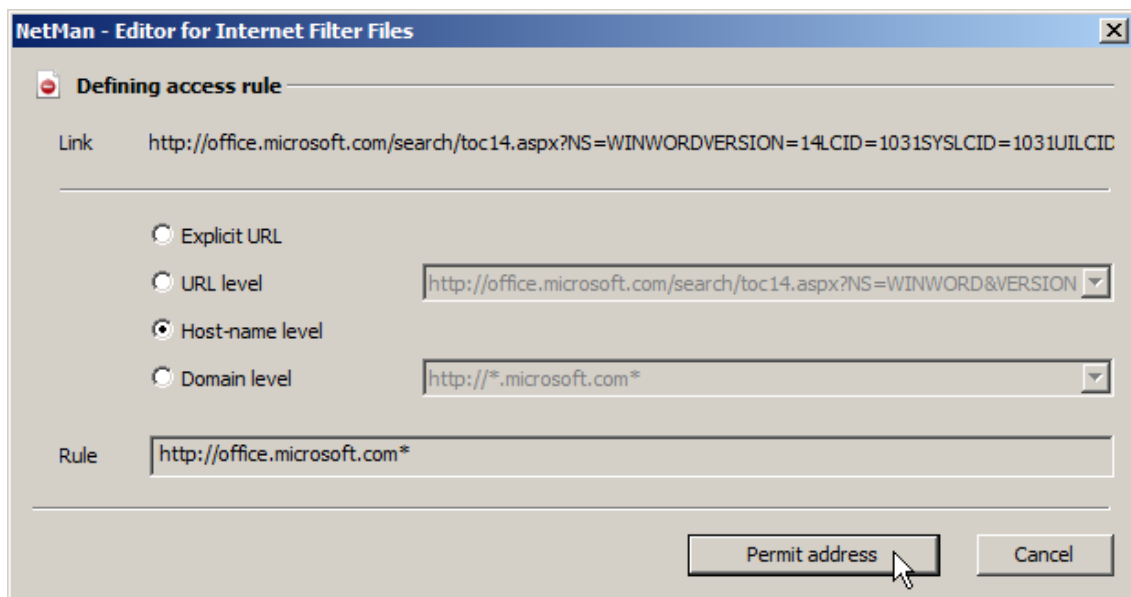 NetMan - Editor for Internet Filter Files
Defining access rule
Link http://office.microsoft.com/search/toc14.aspx?NS=WINWORDVERSION=14LCID=1031SYSLCID=1031UILCID
Explicit URL
URL level http://office.microsoft.com/search/toc14.aspx?NS=WINWORD&VERSION
Host-name level
Domain level http://*.microsoft.com*
Rule http://office.microsoft.com*
Permit address Cancel